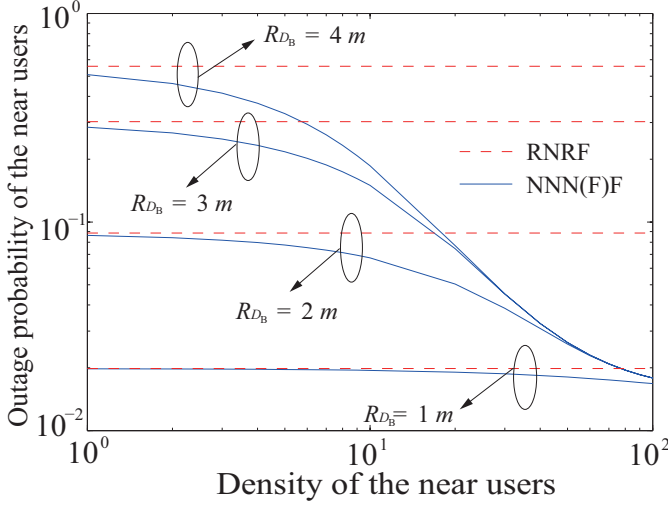 10^0
R_{D_B} = 4 m
RNRF
NNN(F)F
R_{D_B} = 3 m
10^{-1}
R_{D_B} = 2 m
R_{D_B}= 1 m
10^{-2}
10^0
10^1
10^2
Density of the near users
Outage probability of the near users